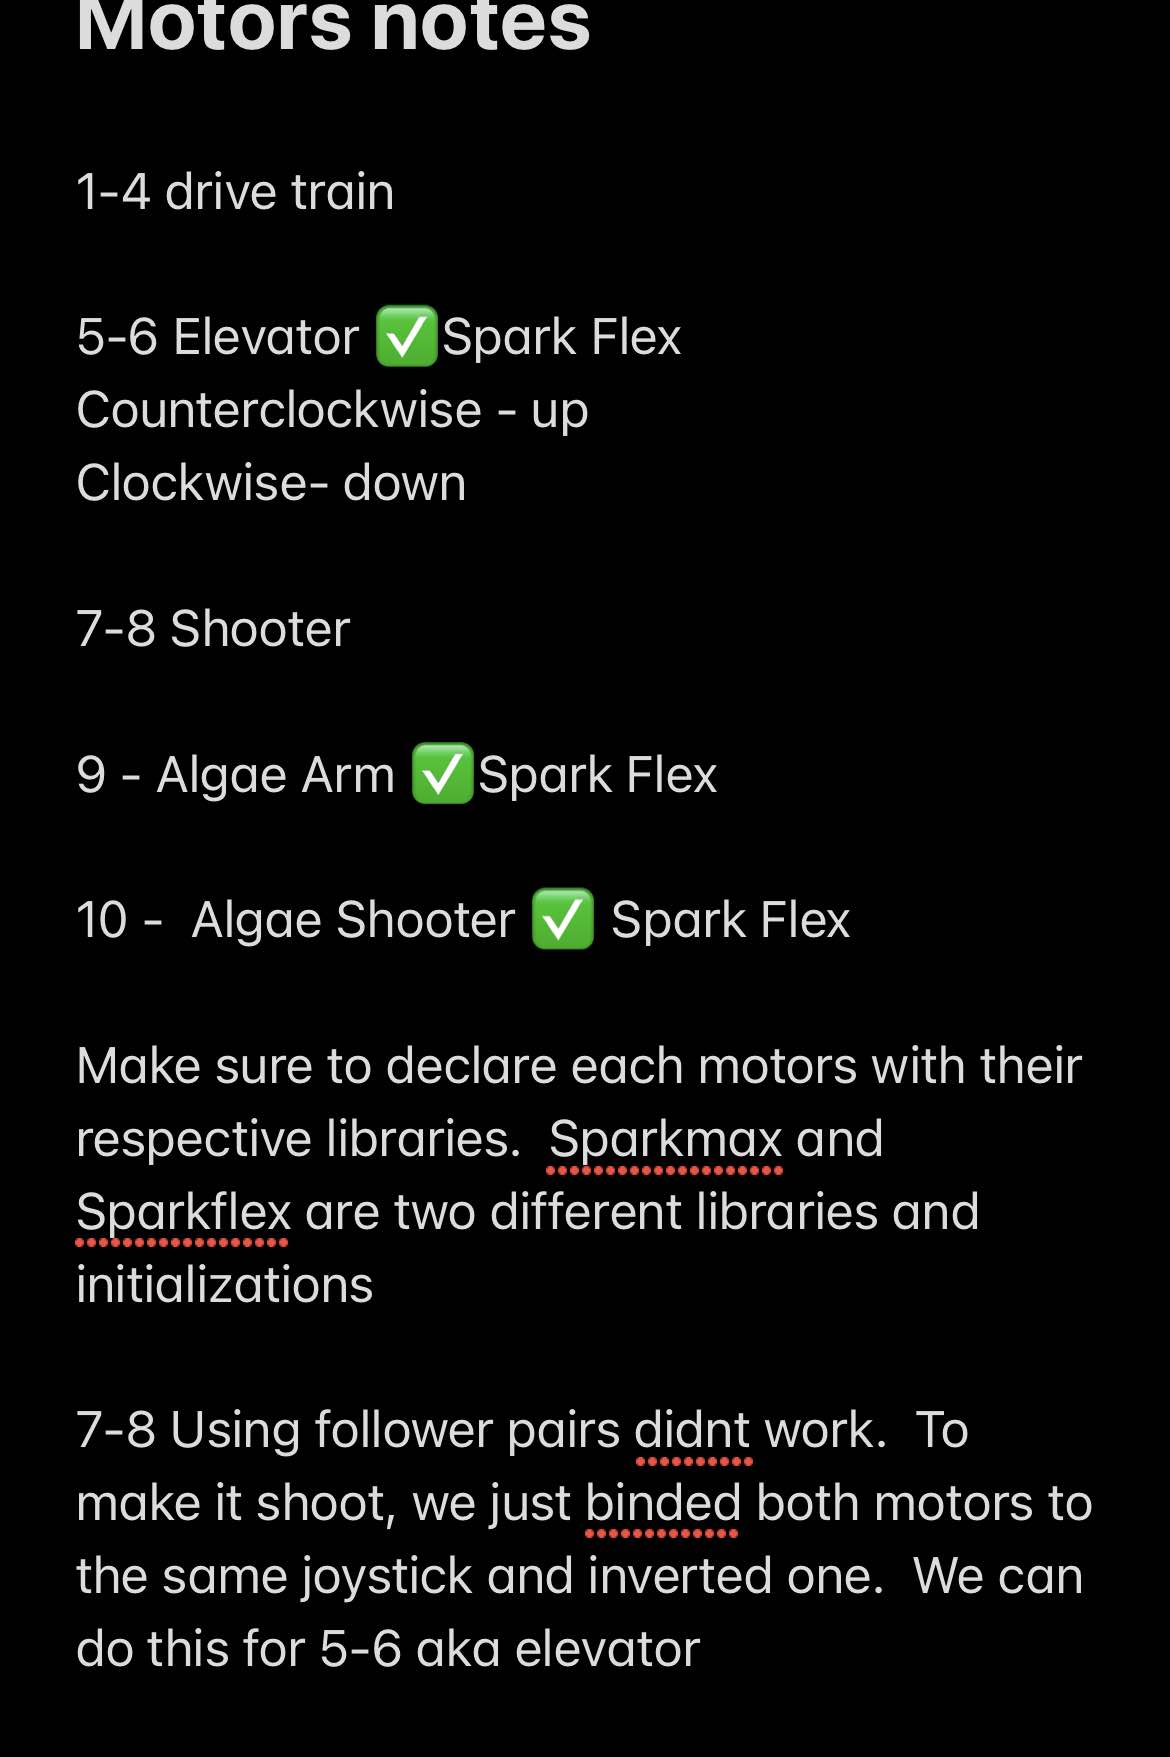 Motors notes
1-4 drive train
5-6 Elevator ✅Spark Flex
Counterclockwise - up
Clockwise- down
7-8 Shooter
9 - Algae Arm ✅Spark Flex
10 -  Algae Shooter ✅ Spark Flex
Make sure to declare each motors with their
respective libraries.  Sparkmax and
Sparkflex are two different libraries and
initializations
7-8 Using follower pairs didnt work.  To
make it shoot, we just binded both motors to
the same joystick and inverted one.  We can
do this for 5-6 aka elevator